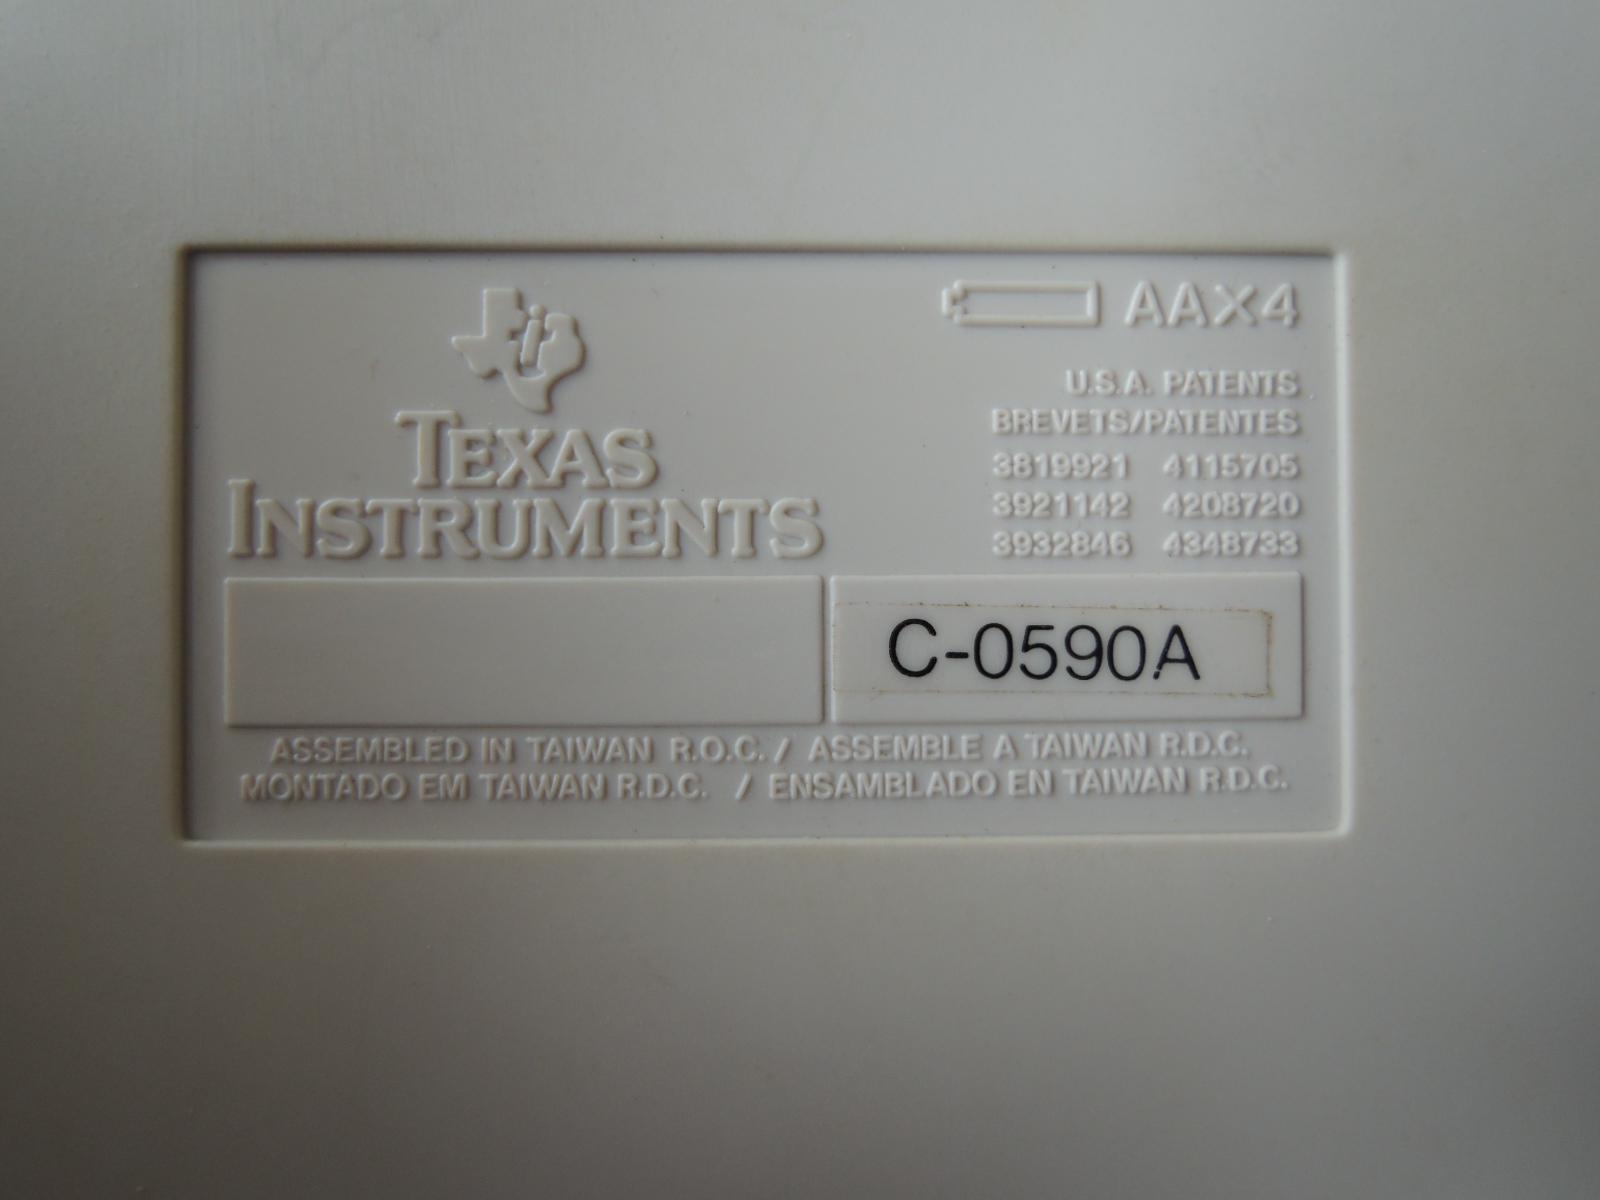 AAX4
TEXAS
INSTRUMENTS
U.S.A. PATENTS
BREVETS/PATENTES
3819921 4115705
3921142 4208720
3932846 4348733
C-0590A
ASSEMBLED IN TAIWAN R.O.C. / ASSEMBLE A TAIWAN R.D.C.
MONTADO EM TAIWAN R.D.C. / ENSAMBLADO EN TAIWAN R.D.C.